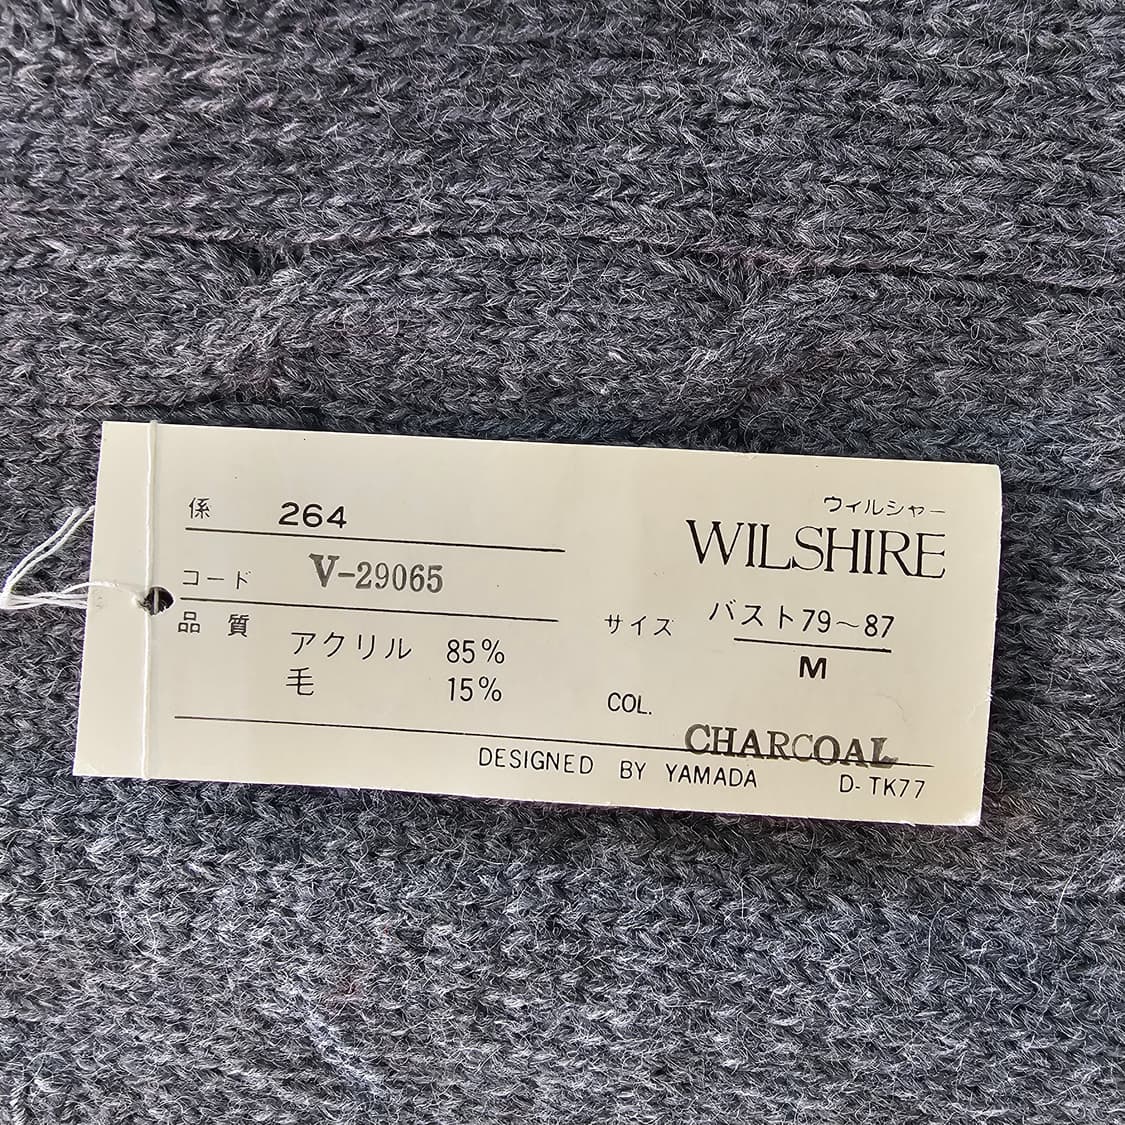 係 264
コード V-29065
品質 アクリル 85%
毛 15%
ウィルシャー
WILSHIRE
サイズ バスト79～87
M
COL. CHARCOAL
DESIGNED BY YAMADA D-TK77